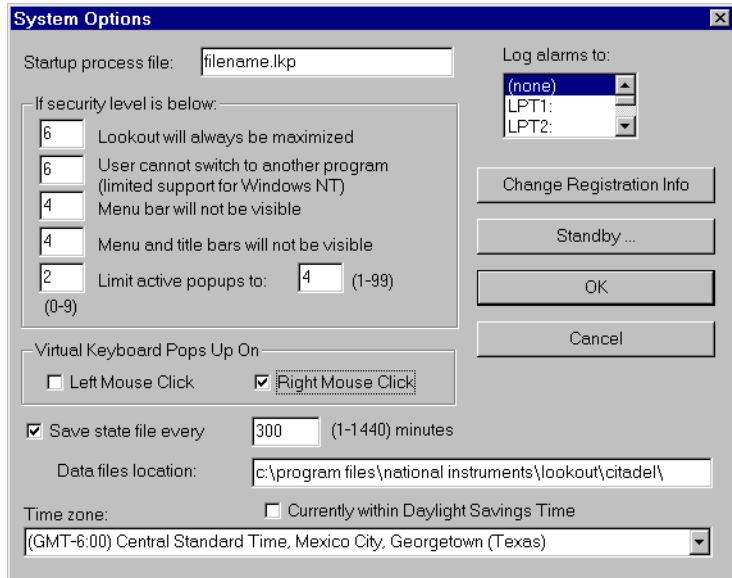 System Options
Startup process file: filename.lkp
Log alarms to:
(none)
LPT1:
LPT2:
If security level is below:
6 Lookout will always be maximized
6 User cannot switch to another program
(limited support for Windows NT)
4 Menu bar will not be visible
4 Menu and title bars will not be visible
2 Limit active popups to: 4 (1-99)
(0-9)
Change Registration Info
Standby ...
OK
Cancel
Virtual Keyboard Pops Up On
Left Mouse Click Right Mouse Click
Save state file every 300 (1-1440) minutes
Data files location: c:\program files\national instruments\lookout\citadel\
Time zone: Currently within Daylight Savings Time
(GMT-6:00) Central Standard Time, Mexico City, Georgetown (Texas)